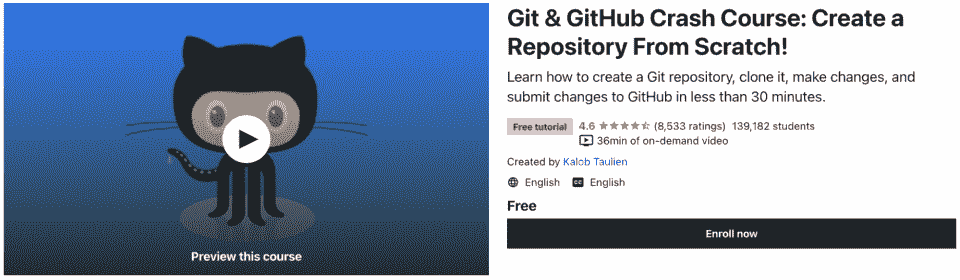 Preview this course
Git & GitHub Crash Course: Create a
Repository From Scratch!
Learn how to create a Git repository, clone it, make changes, and
submit changes to GitHub in less than 30 minutes.
Free tutorial 4.6 (8,533 ratings) 139,182 students
36min of on-demand video
Created by Kalob Taulien
English CC English
Free
Enroll now